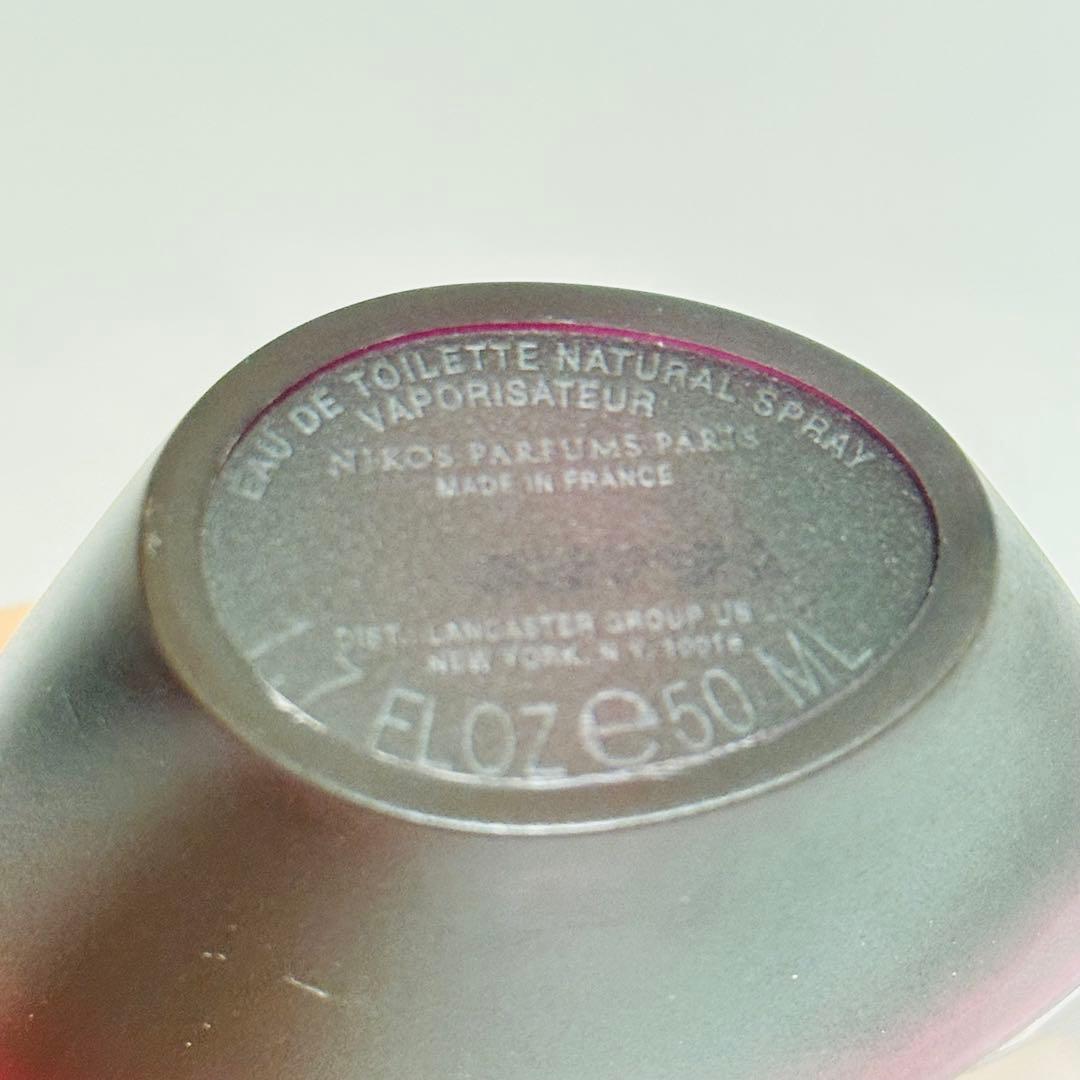 EAU DE TOILETTE NATURAL SPRAY
VAPORISATEUR
NIKOS PARFUMS PARIS
MADE IN FRANCE
DIST. LANCASTER GROUP US
NEW YORK, N.Y.
1.7 FL OZ e 50 ML